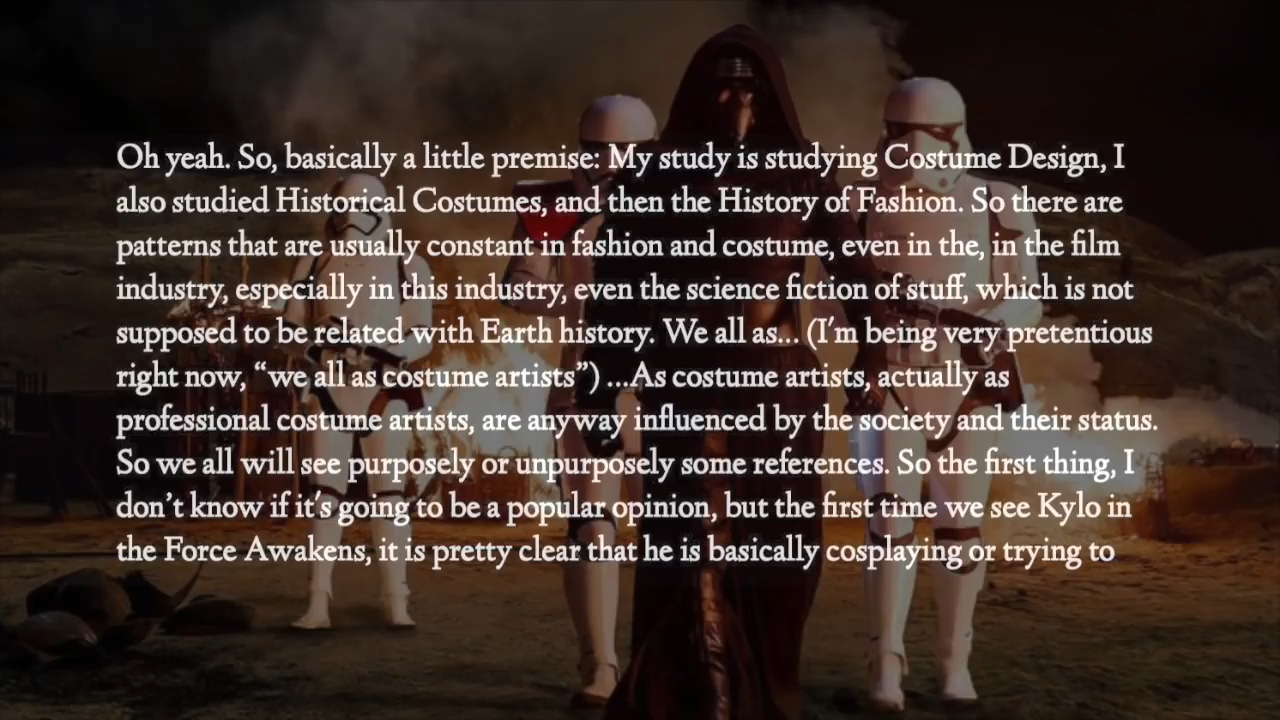 Oh yeah. So, basically a little premise: My study is studying Costume Design, I
also studied Historical Costumes, and then the History of Fashion. So there are
patterns that are usually constant in fashion and costume, even in the, in the film
industry, especially in this industry, even the science fiction of stuff, which is not
supposed to be related with Earth history. We all as... (I'm being very pretentious
right now, “we all as costume artists”) ...As costume artists, actually as
professional costume artists, are anyway influenced by the society and their status.
So we all will see purposely or unpurposely some references. So the first thing, I
don’t know if it's going to be a popular opinion, but the first time we see Kylo in
the Force Awakens, it is pretty clear that he is basically cosplaying or trying to